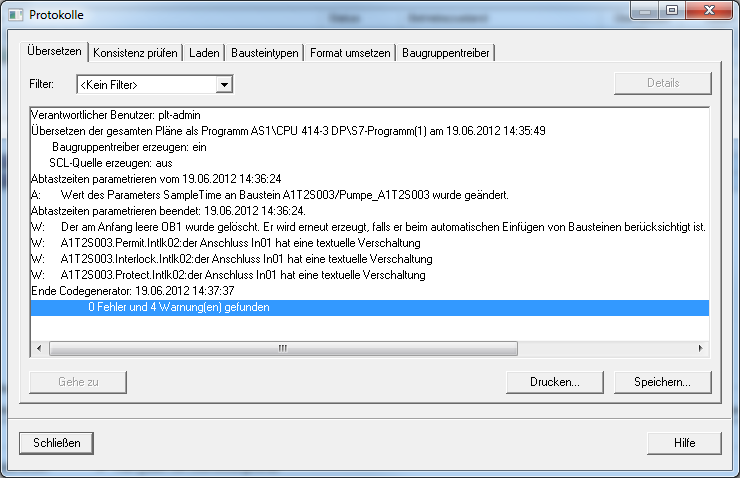 Protokolle
Übersetzen
Konsistenz prüfen
Laden
Bausteintypen
Format umsetzen
Baugruppentreiber
Filter:
<Kein Filter>
Details
Verantwortlicher Benutzer: plt-admin
Übersetzen der gesamten Pläne als Programm AS1\CPU 414-3 DP\S7-Programm(1) am 19.06.2012 14:35:49
Baugruppentreiber erzeugen: ein
SCL-Quelle erzeugen: aus
Abtastzeiten parametrieren vom 19.06.2012 14:36:24
A: Wert des Parameters SampleTime an Baustein A1T2S003/Pumpe_A1T2S003 wurde geändert.
Abtastzeiten parametrieren beendet: 19.06.2012 14:36:24.
W: Der am Anfang leere OB1 wurde gelöscht. Er wird erneut erzeugt, falls er beim automatischen Einfügen von Bausteinen berücksichtigt ist.
W: A1T2S003.Permit.Intlk02:der Anschluss In01 hat eine textuelle Verschaltung
W: A1T2S003.Interlock.Intlk02:der Anschluss In01 hat eine textuelle Verschaltung
W: A1T2S003.Protect.Intlk02:der Anschluss In01 hat eine textuelle Verschaltung
Ende Codegenerator: 19.06.2012 14:37:37
0 Fehler und 4 Warnung(en) gefunden
Gehe zu
Drucken...
Speichern...
Schließen
Hilfe